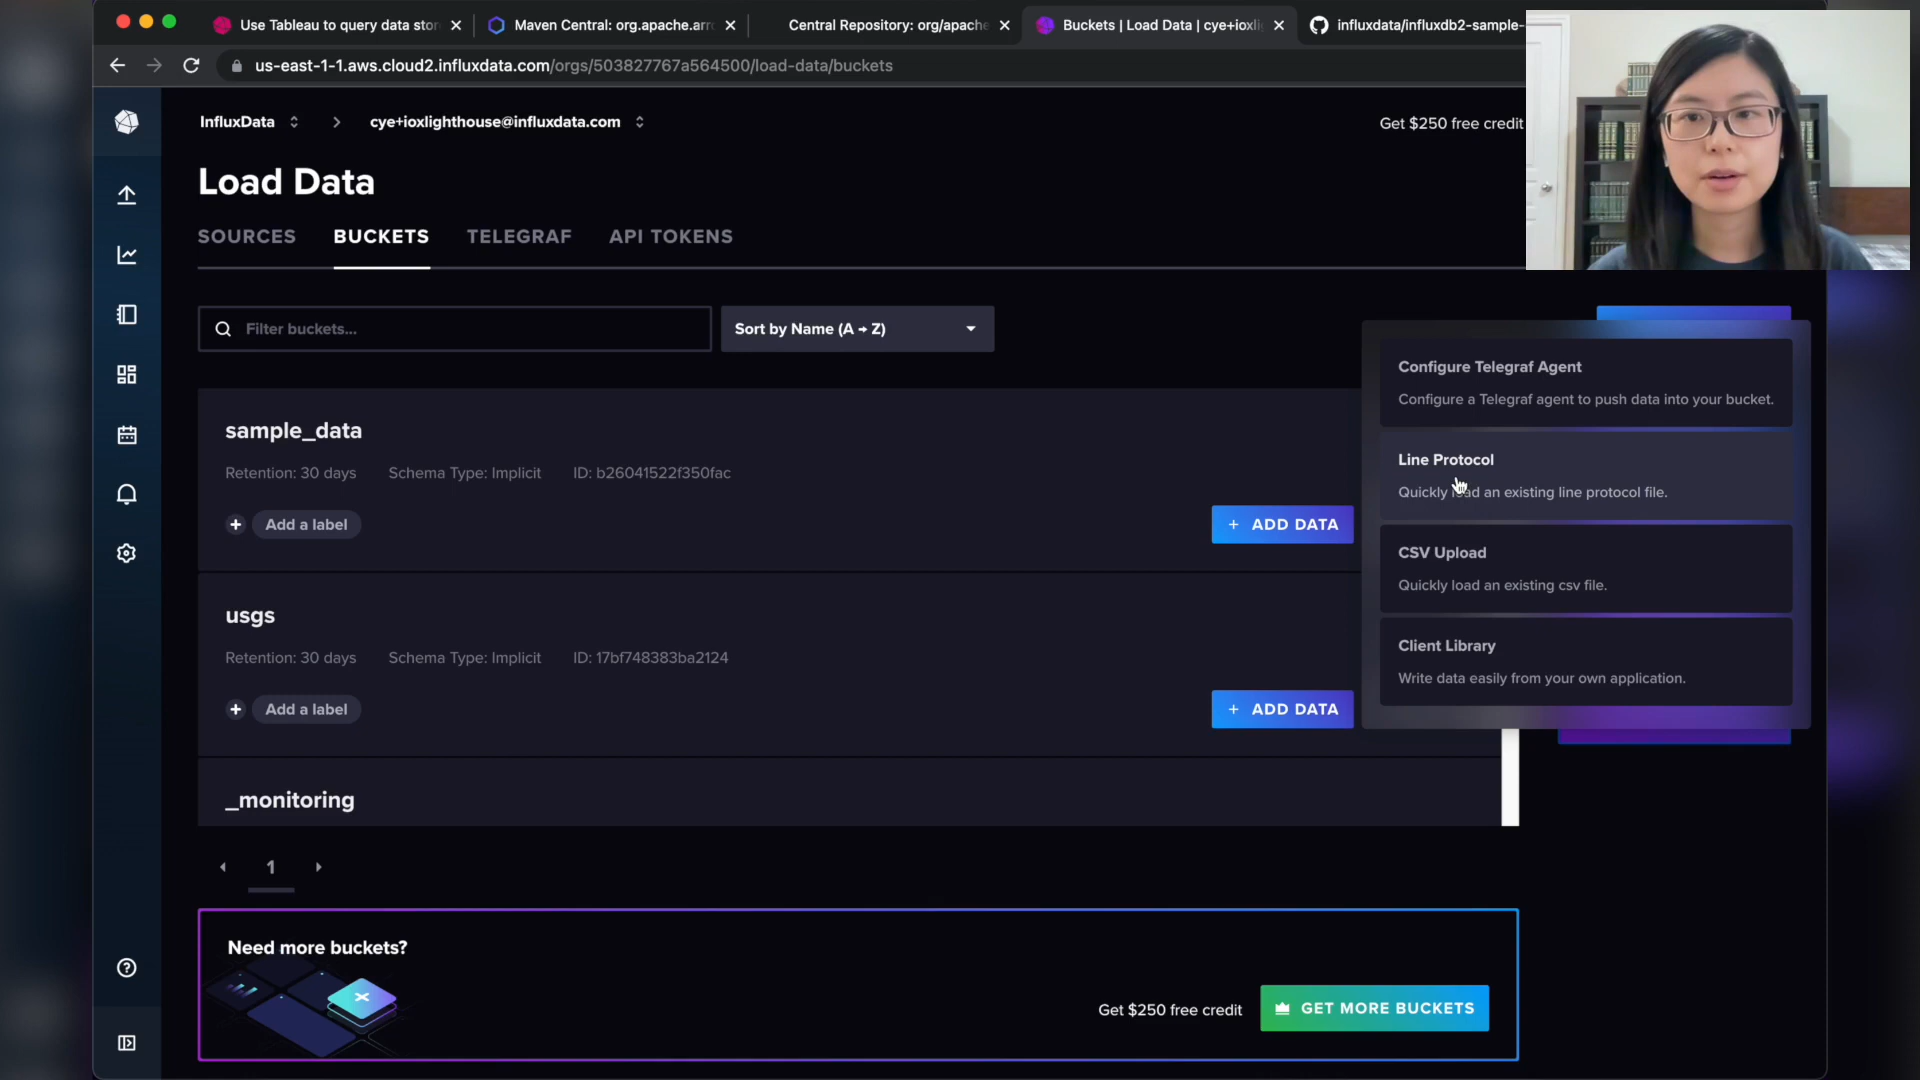 Use Tableau to query data stor
Maven Central: org.apache.arr
Central Repository: org/apache
Buckets | Load Data | cye+ioxli
influxdata/influxdb2-sample-
us-east-1-1.aws.cloud2.influxdata.com/orgs/503827767a564500/load-data/buckets
InfluxData
cye+ioxlighthouse@influxdata.com
Get $250 free credit
Load Data
SOURCES
BUCKETS
TELEGRAF
API TOKENS
Filter buckets...
Sort by Name (A → Z)
Configure Telegraf Agent
Configure a Telegraf agent to push data into your bucket.
Line Protocol
Quickly load an existing line protocol file.
CSV Upload
Quickly load an existing csv file.
Client Library
Write data easily from your own application.
sample_data
Retention: 30 days
Schema Type: Implicit
ID: b26041522f350fac
+ Add a label
+ ADD DATA
usgs
Retention: 30 days
Schema Type: Implicit
ID: 17bf748383ba2124
+ Add a label
+ ADD DATA
_monitoring
1
Need more buckets?
Get $250 free credit
GET MORE BUCKETS